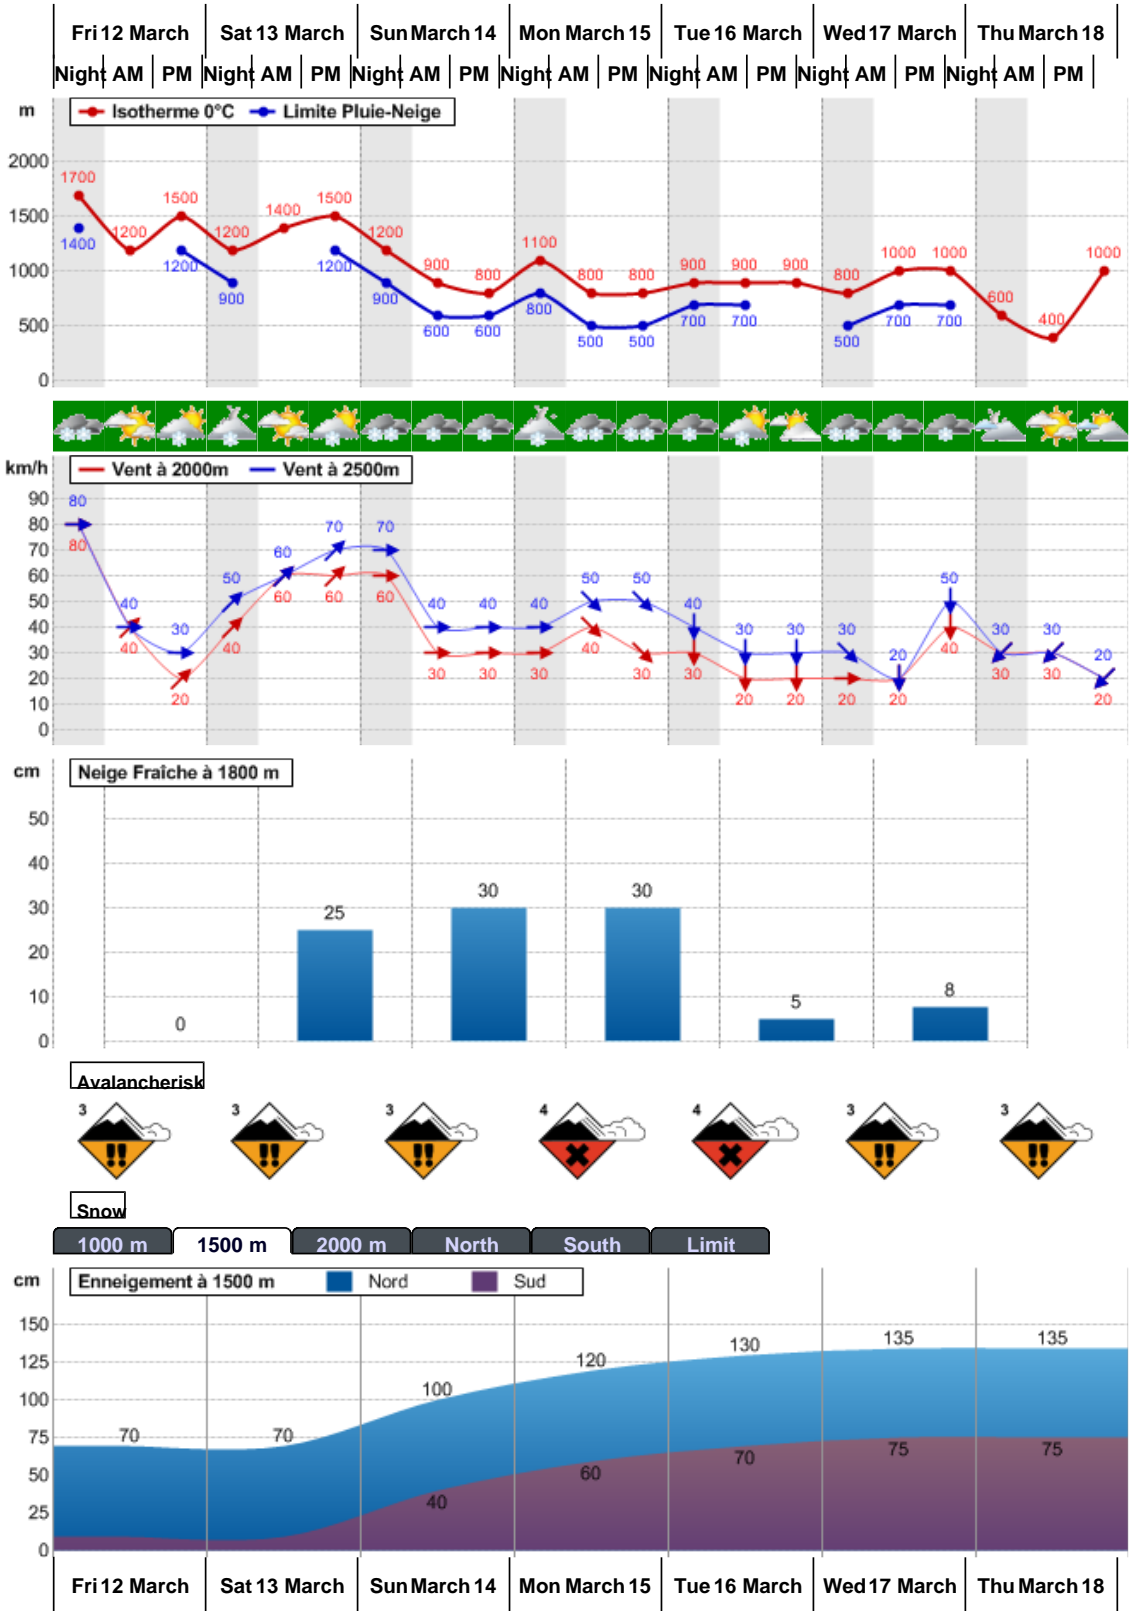 Fri 12 March Sat 13 March Sun March 14 Mon March 15 Tue 16 March Wed 17 March Thu March 18
Night AM PM Night AM PM Night AM PM Night AM PM Night AM PM Night AM PM Night AM PM
m Isotherme 0°C Limite Pluie-Neige
2000
1500
1000
500
0
1700 1200 1500 1200 1400 1500 1200 900 800 1100 800 800 900 900 900 800 1000 1000 600 400 1000
1400 1200 900 1200 900 600 600 800 500 500 700 700 500 700 700
km/h Vent à 2000m Vent à 2500m
90
80
70
60
50
40
30
20
10
0
80 40 30 50 60 70 70 40 40 40 50 50 40 30 30 30 20 50 30 30 20
80 40 20 40 60 60 60 30 30 30 40 30 30 20 20 20 20 40 30 30 20
cm Neige Fraîche à 1800 m
50
40
30
20
10
0
0 25 30 30 5 8
Avalancherisk
3 3 3 4 4 3 3
Snow
1000 m 1500 m 2000 m North South Limit
cm Enneigement à 1500 m Nord Sud
150
125
100
75
50
25
0
70 70 100 120 130 135 135
40 60 70 75 75
Fri 12 March Sat 13 March Sun March 14 Mon March 15 Tue 16 March Wed 17 March Thu March 18